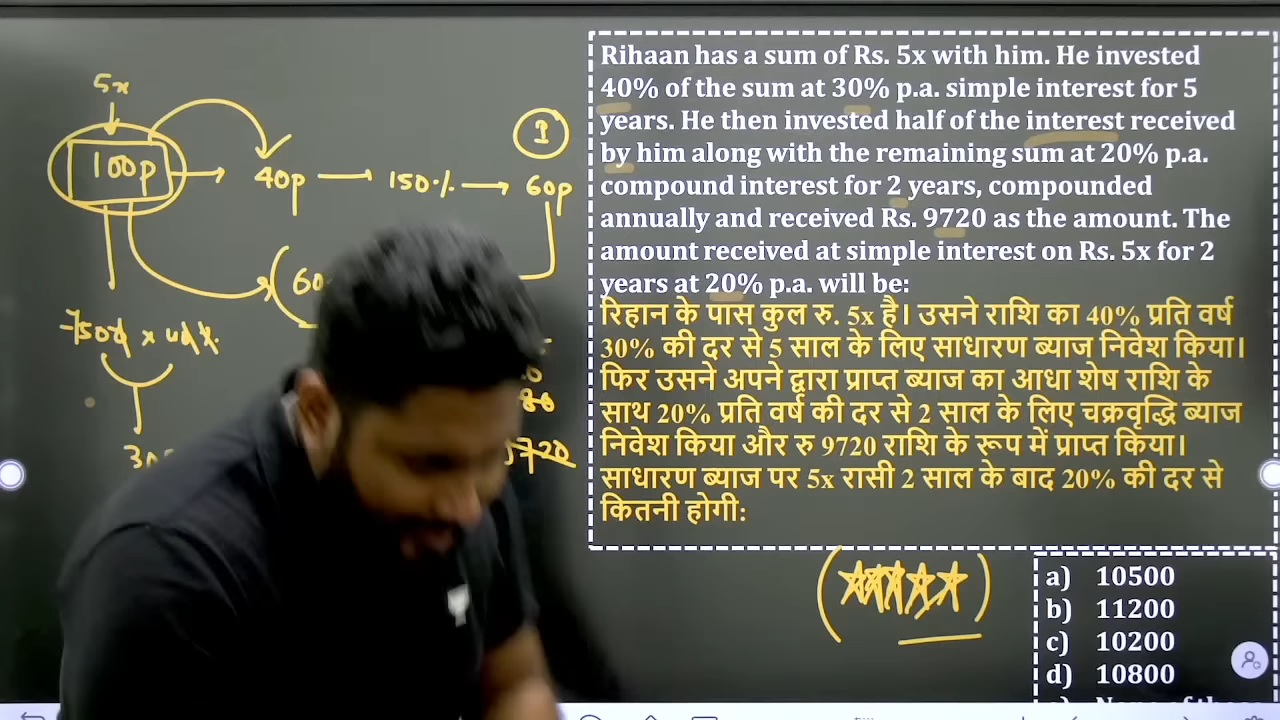 5x
100p
40p
150%
60p
1
Rihaan has a sum of Rs. 5x with him. He invested
40% of the sum at 30% p.a. simple interest for 5
years. He then invested half of the interest received
by him along with the remaining sum at 20% p.a.
compound interest for 2 years, compounded
annually and received Rs. 9720 as the amount. The
amount received at simple interest on Rs. 5x for 2
years at 20% p.a. will be:
रिहान के पास कुल रु. 5x है। उसने राशि का 40% प्रति वर्ष
30% की दर से 5 साल के लिए साधारण ब्याज निवेश किया।
फिर उसने अपने द्वारा प्राप्त ब्याज का आधा शेष राशि के
साथ 20% प्रति वर्ष की दर से 2 साल के लिए चक्रवृद्धि ब्याज
निवेश किया और रु 9720 राशि के रूप में प्राप्त किया।
साधारण ब्याज पर 5x रासी 2 साल के बाद 20% की दर से
कितनी होगी:
a) 10500
b) 11200
c) 10200
d) 10800